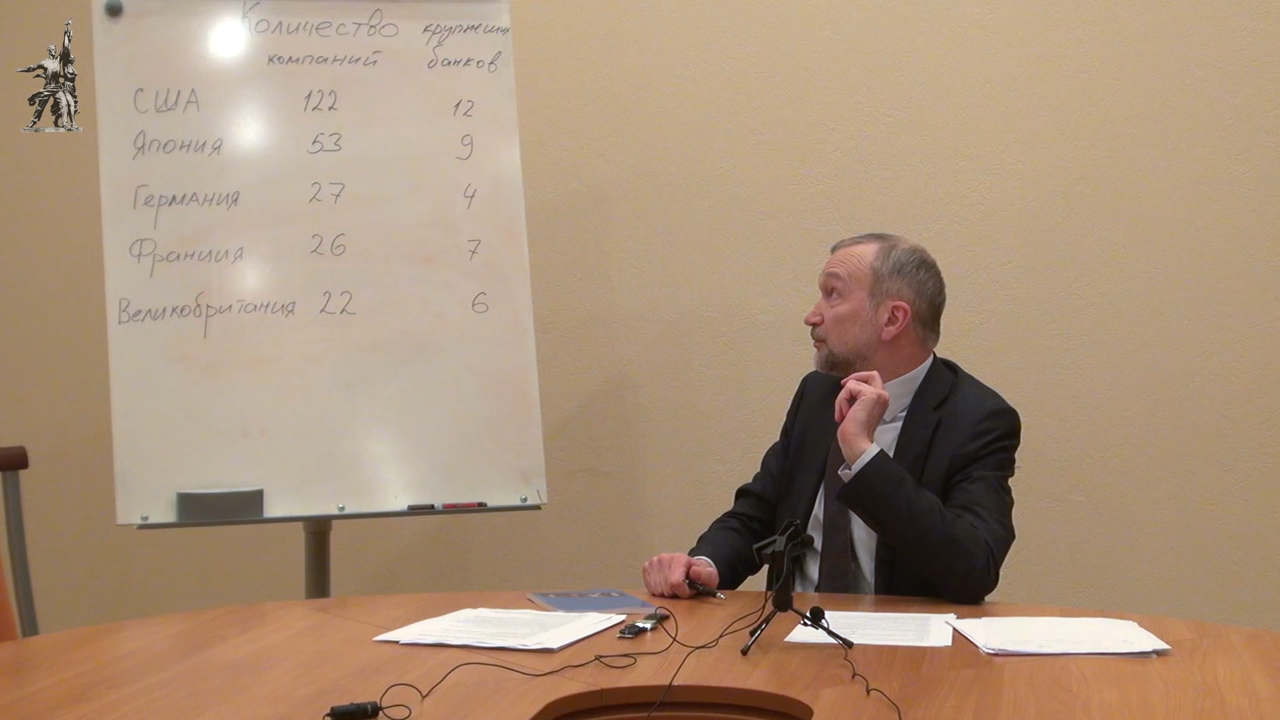 Количество крупнейших
компаний банков
США 122 12
Япония 53 9
Германия 27 4
Франция 26 7
Великобритания 22 6